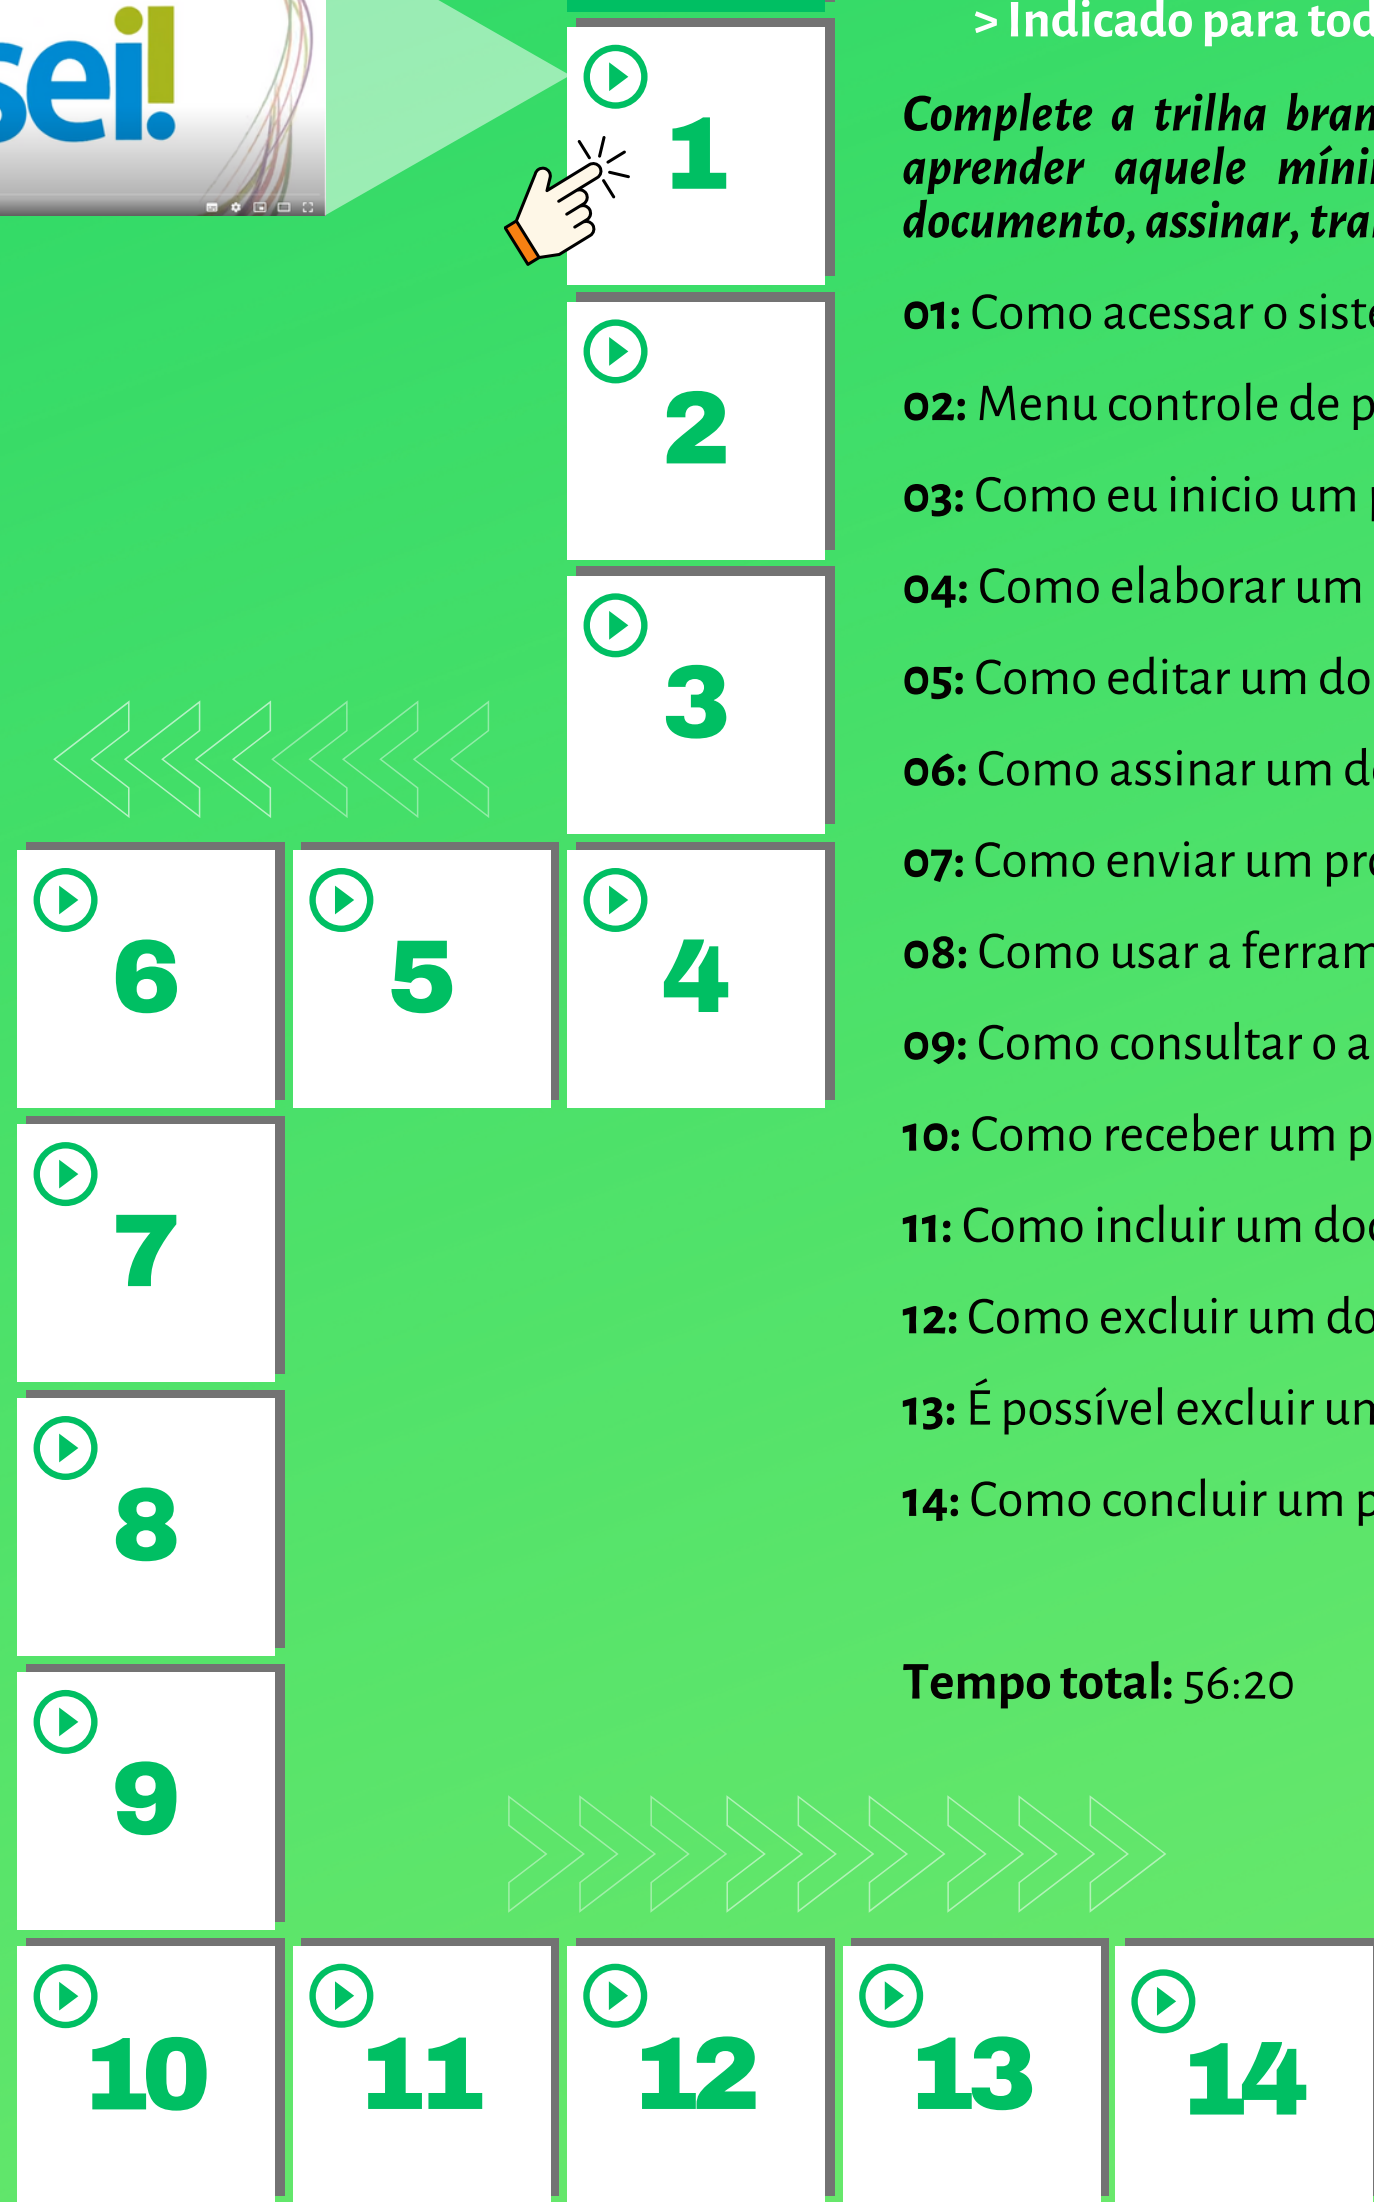 sei!
1
2
3
6
5
4
7
8
9
10
11
12
13
14
> Indicado para tod
Complete a trilha bran
aprender aquele míni
documento, assinar, tra
01: Como acessar o sist
02: Menu controle de p
03: Como eu inicio um p
04: Como elaborar um
05: Como editar um do
06: Como assinar um d
07: Como enviar um pro
08: Como usar a ferram
09: Como consultar o a
10: Como receber um p
11: Como incluir um doc
12: Como excluir um do
13: É possível excluir um
14: Como concluir um p
Tempo total: 56:20